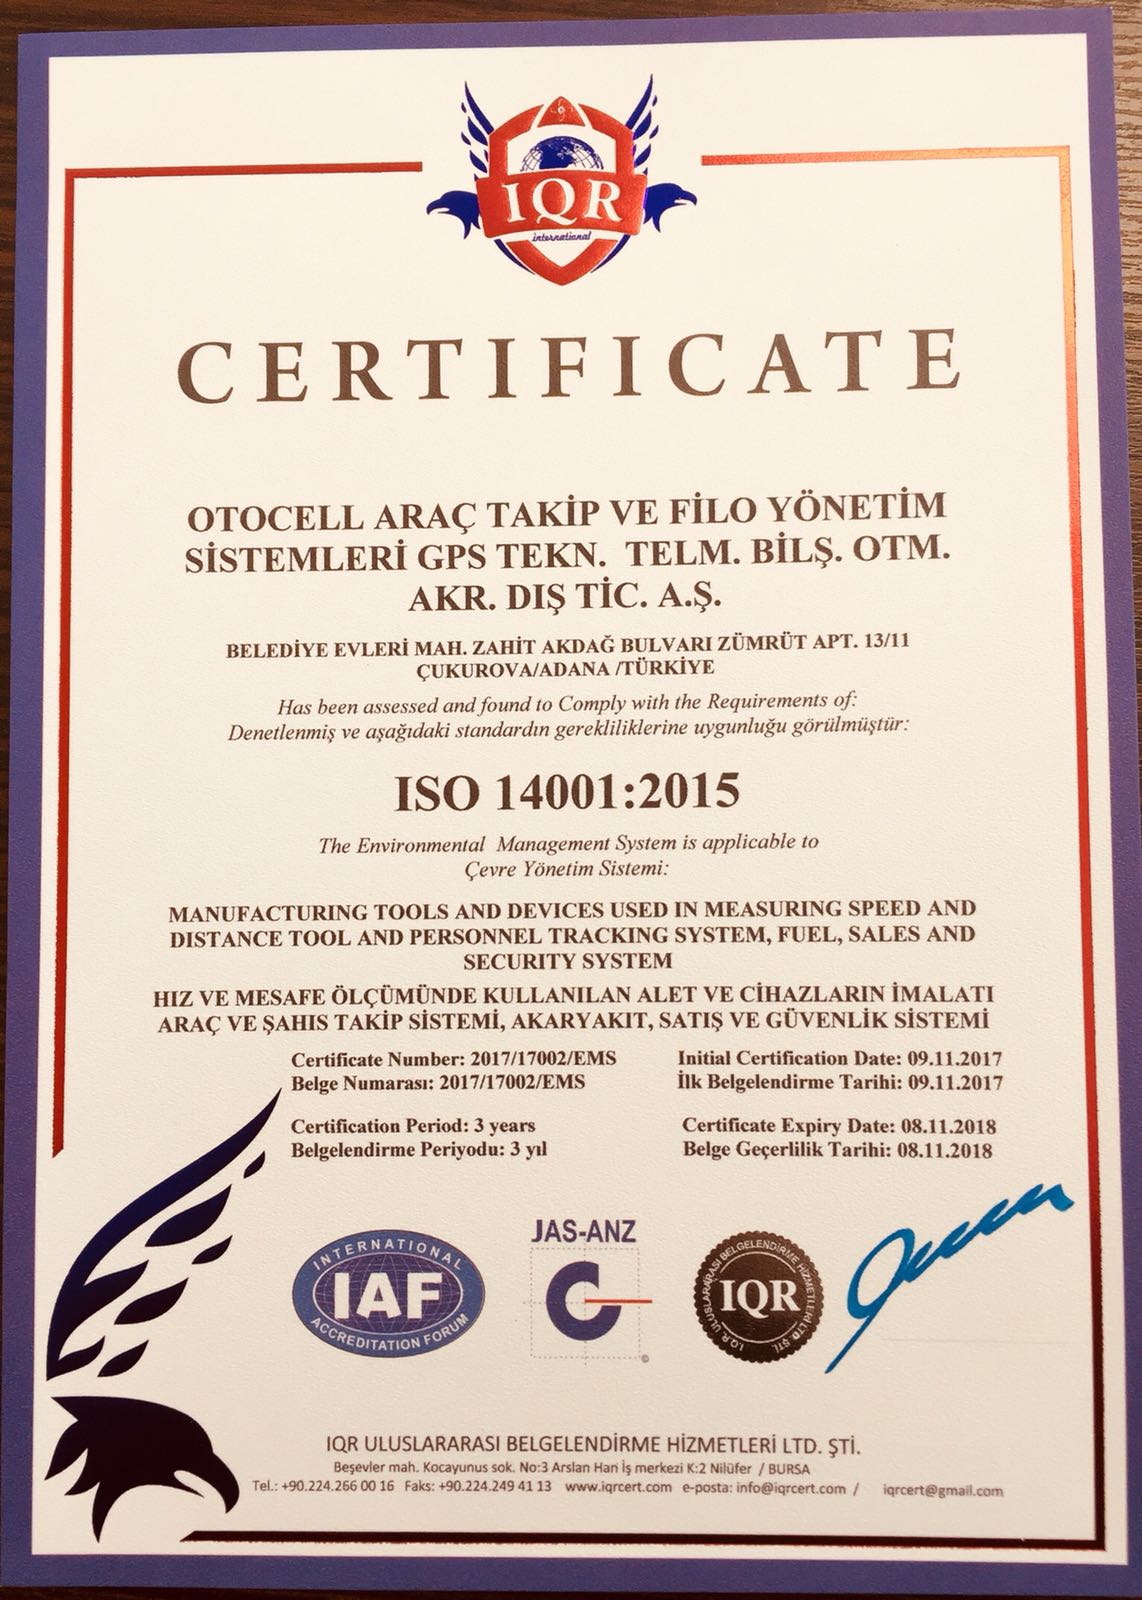 IQR
international
CERTIFICATE
OTOCELL ARAÇ TAKİP VE FİLO YÖNETİM
SİSTEMLERİ GPS TEKN. TELM. BİLŞ. OTM.
AKR. DIŞ TİC. A.Ş.
BELEDİYE EVLERİ MAH. ZAHİT AKDAĞ BULVARI ZÜMRÜT APT. 13/11
ÇUKUROVA/ADANA /TÜRKİYE
Has been assessed and found to Comply with the Requirements of:
Denetlenmiş ve aşağıdaki standardın gerekliliklerine uygunluğu görülmüştür:
ISO 14001:2015
The Environmental Management System is applicable to
Çevre Yönetim Sistemi:
MANUFACTURING TOOLS AND DEVICES USED IN MEASURING SPEED AND
DISTANCE TOOL AND PERSONNEL TRACKING SYSTEM, FUEL, SALES AND
SECURITY SYSTEM
HIZ VE MESAFE ÖLÇÜMÜNDE KULLANILAN ALET VE CİHAZLARIN İMALATI
ARAÇ VE ŞAHIS TAKİP SİSTEMİ, AKARYAKIT, SATIŞ VE GÜVENLİK SİSTEMİ
Certificate Number: 2017/17002/EMS
Belge Numarası: 2017/17002/EMS
Initial Certification Date: 09.11.2017
İlk Belgelendirme Tarihi: 09.11.2017
Certification Period: 3 years
Belgelendirme Periyodu: 3 yıl
Certificate Expiry Date: 08.11.2018
Belge Geçerlilik Tarihi: 08.11.2018
INTERNATIONAL
IAF
ACCREDITATION FORUM
JAS-ANZ
I.Q.R. ULUSLARARASI BELGELENDİRME HİZMETLERİ LTD. ŞTİ.
IQR
IQR ULUSLARARASI BELGELENDİRME HİZMETLERİ LTD. ŞTİ.
Beşevler mah. Kocayunus sok. No:3 Arslan Han İş merkezi K:2 Nilüfer / BURSA
Tel.: +90.224.266 00 16 Faks: +90.224.249 41 13 www.iqrcert.com e-posta: info@iqrcert.com / iqrcert@gmail.com